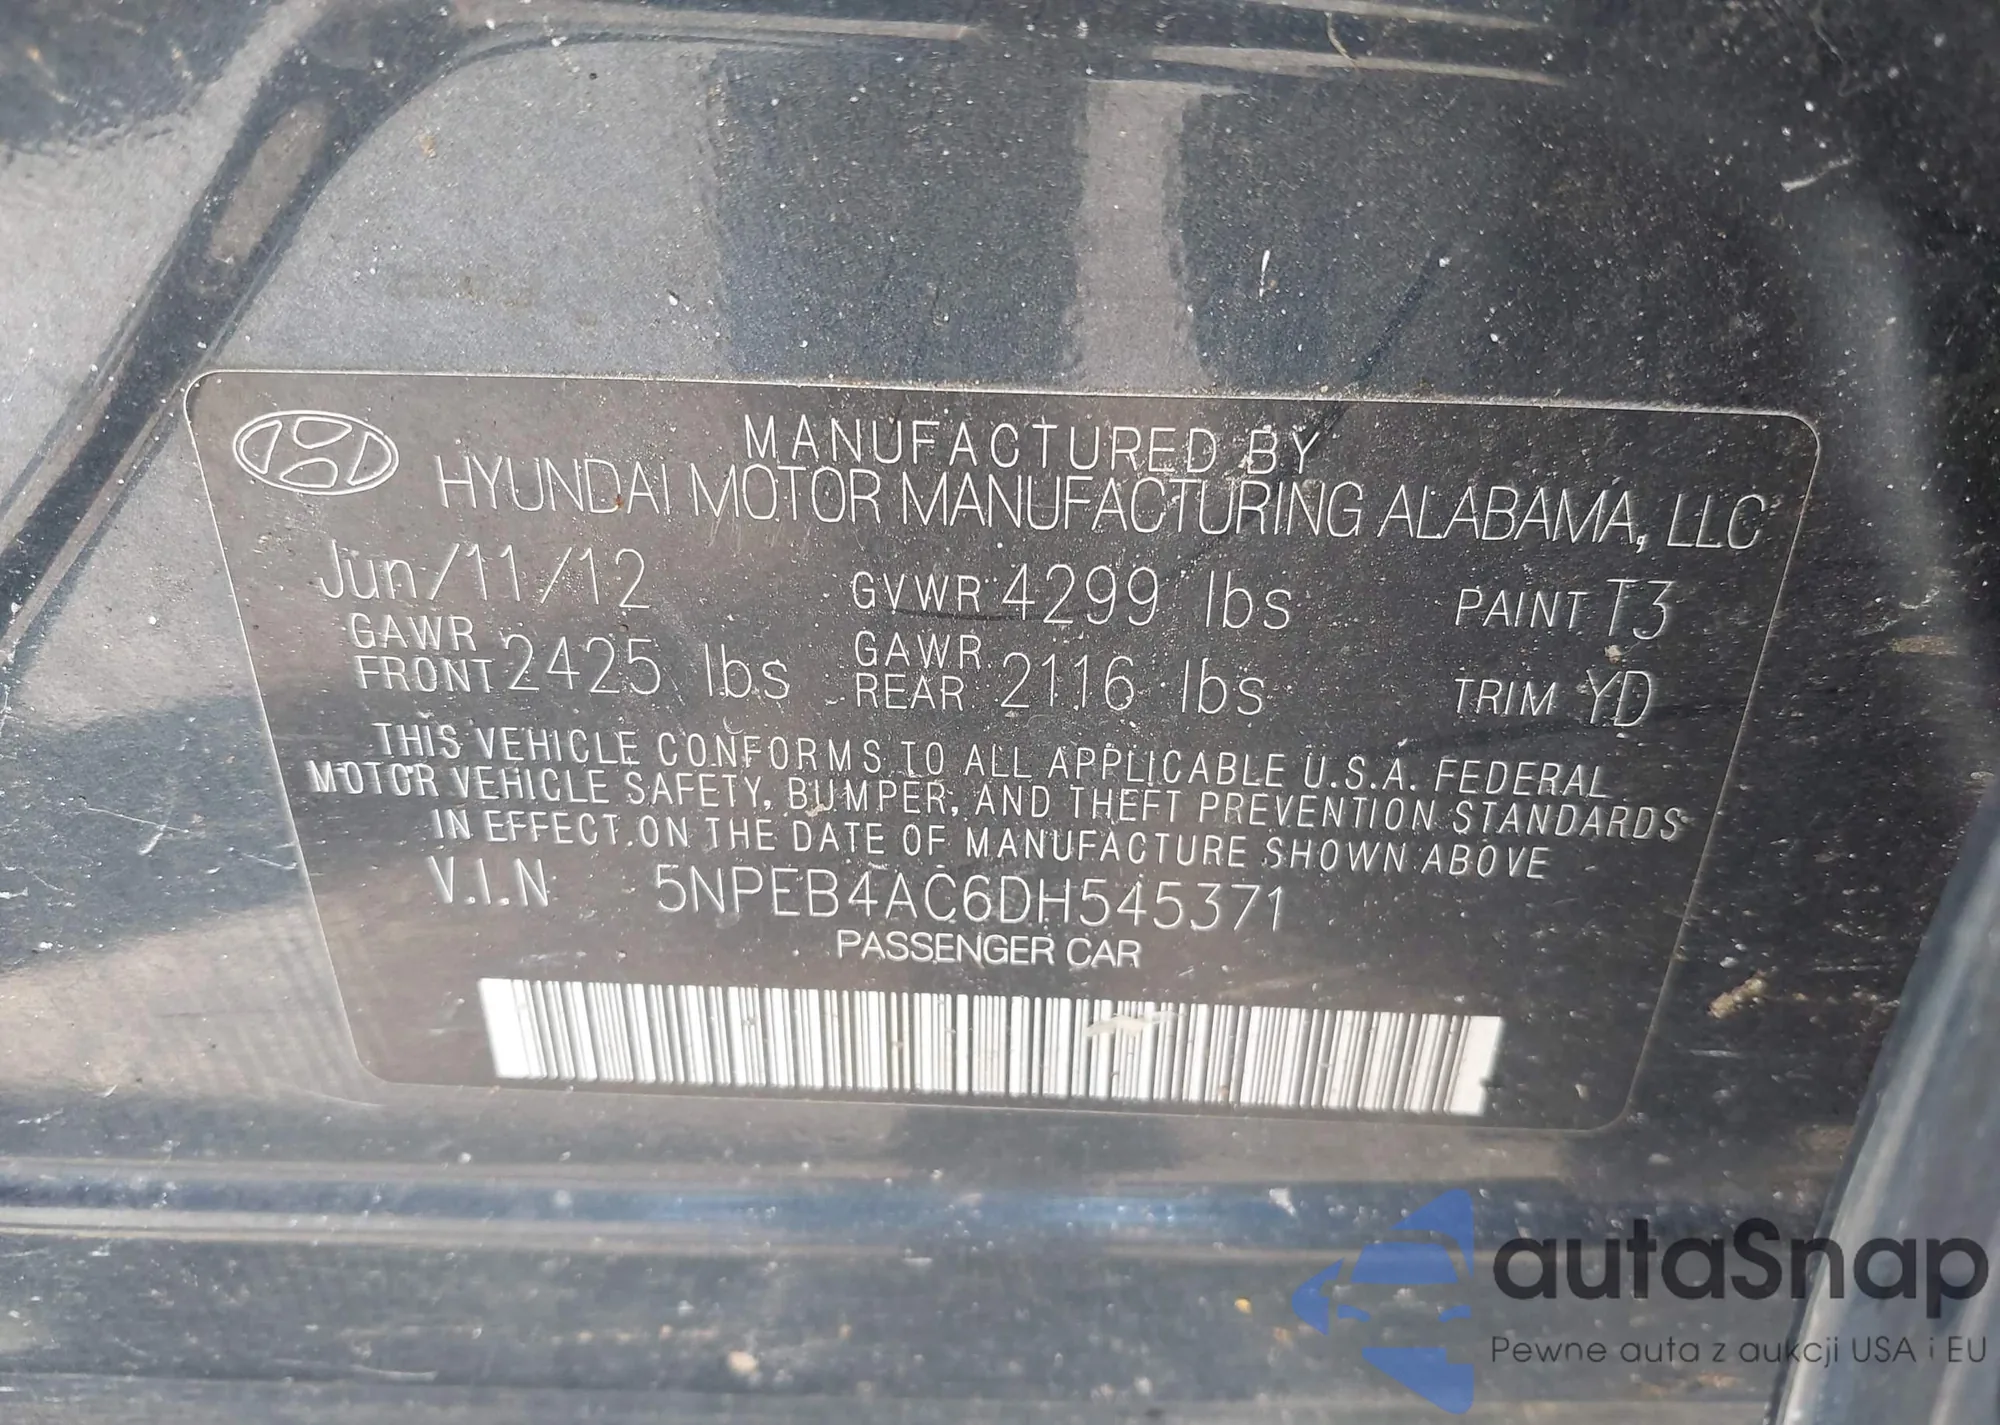 MANUFACTURED BY
HYUNDAI MOTOR MANUFACTURING ALABAMA, LLC
Jun/11/12 GVWR 4299 lbs PAINT T3
GAWR FRONT 2425 lbs GAWR REAR 2116 lbs TRIM YD
THIS VEHICLE CONFORMS TO ALL APPLICABLE U.S.A. FEDERAL
MOTOR VEHICLE SAFETY, BUMPER, AND THEFT PREVENTION STANDARDS
IN EFFECT ON THE DATE OF MANUFACTURE SHOWN ABOVE
V.I.N 5NPEB4AC6DH545371
PASSENGER CAR
autaSnap
Pewne auta z aukcji USA i EU